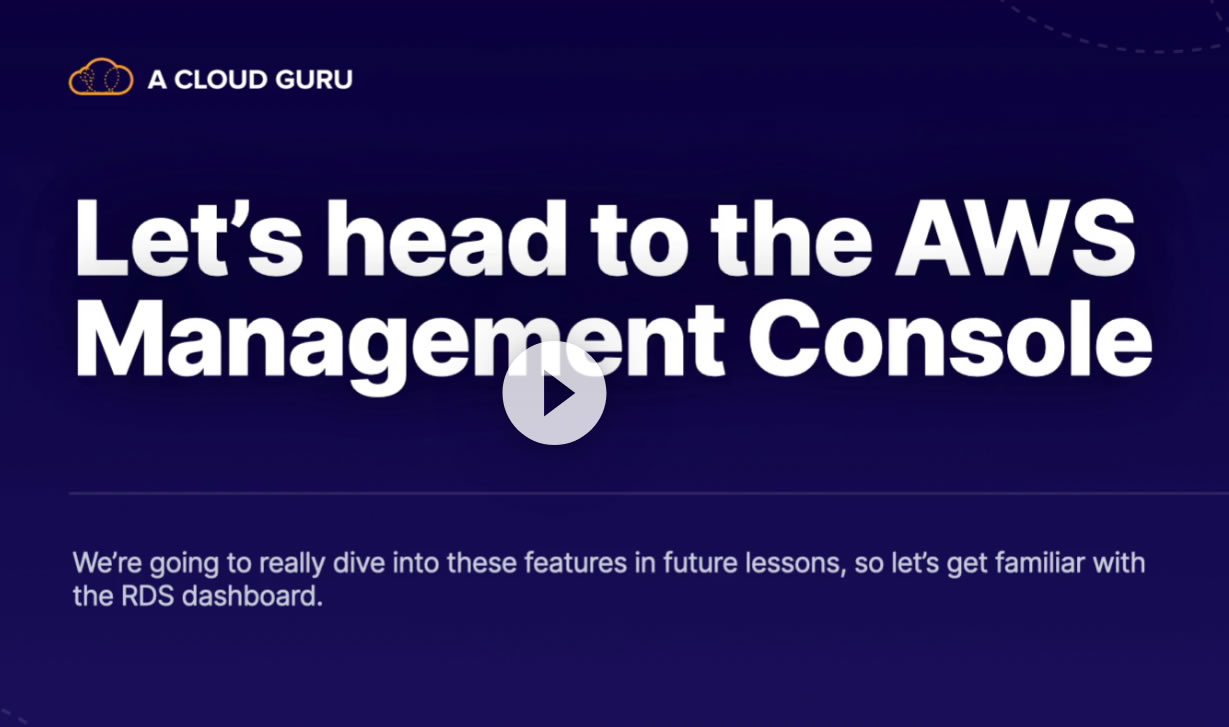 A CLOUD GURU
Let’s head to the AWS
Management Console
We’re going to really dive into these features in future lessons, so let’s get familiar with
the RDS dashboard.